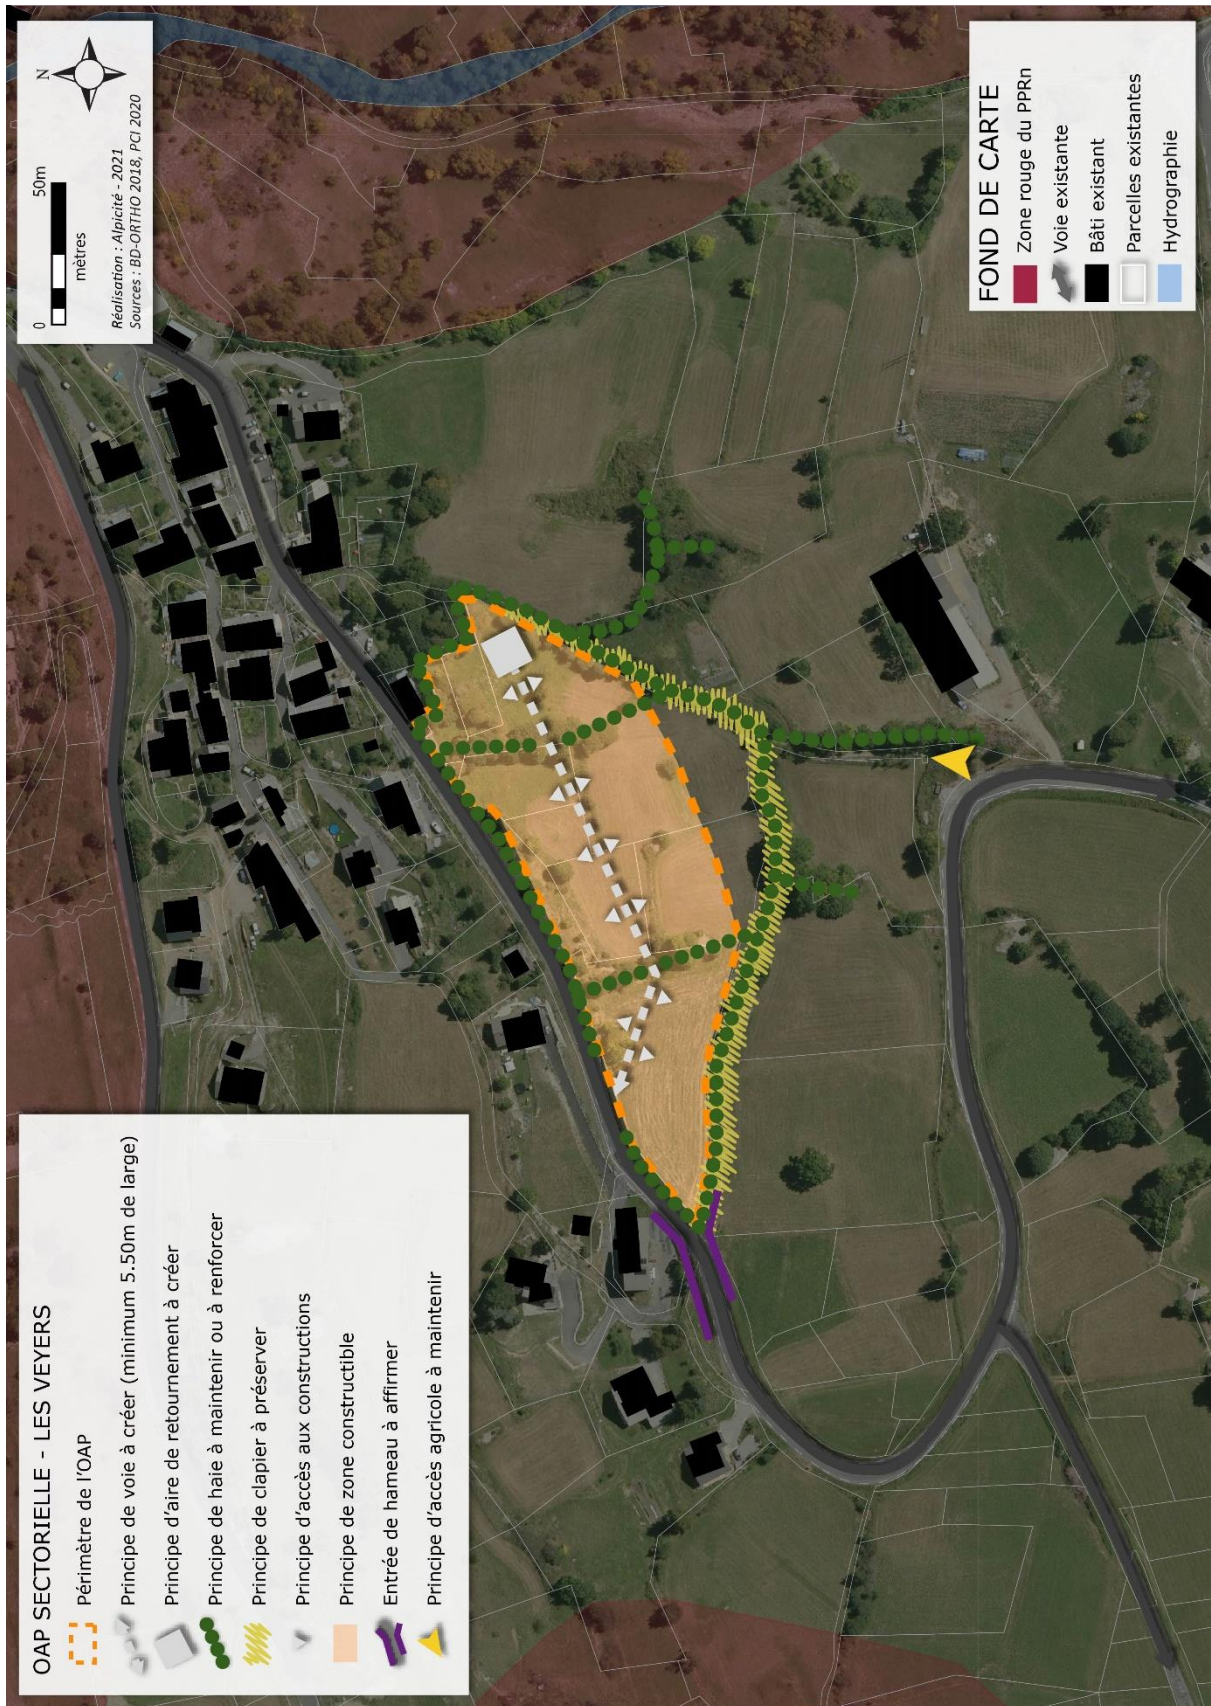 OAP SECTORIELLE - LES VEYERS
Périmètre de l'OAP
Principe de voie à créer (minimum 5.50m de large)
Principe d'aire de retournement à créer
Principe de haie à maintenir ou à renforcer
Principe de clapier à préserver
Principe d'accès aux constructions
Principe de zone constructible
Entrée de hameau à affirmer
Principe d'accès agricole à maintenir
N
0
50m
mètres
Réalisation : Alpicité - 2021
Sources : BD-ORTHO 2018, PCI 2020
FOND DE CARTE
Zone rouge du PPRn
Voie existante
Bâti existant
Parcelles existantes
Hydrographie